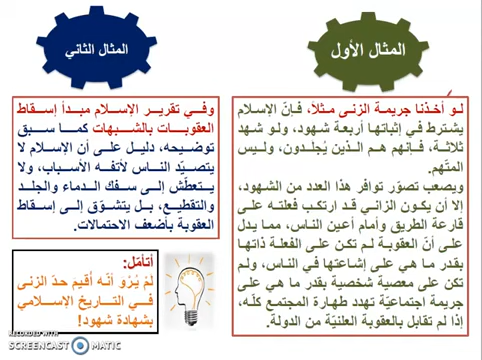 المثال الأول
لو أخذنا جريمة الزنى مثلاً، فإنّ الإسلام
يشترط في إثباتها أربعة شهود، ولو شهد
ثلاثة، فإنهم هم الذين يُجلدون، وليس
المتّهم.
ويصعب تصوّر توافر هذا العدد من الشهود،
إلا أن يكون الزاني قد ارتكب فعلته على
قارعة الطريق وأمام أعين الناس، مما يدل
على أنّ العقوبة لم تكن على الفعلة ذاتها
بقدر ما هي على إشاعتها في الناس، ولم
تكن على معصية شخصية بقدر ما هي على
جريمة اجتماعيّة تهدد طهارة المجتمع كلّه،
إذا لم تقابل بالعقوبة العلنيّة من الدولة.
المثال الثاني
وفي تقرير الإسلام مبدأ إسقاط
العقوبات بالشبهات كما سبق
توضيحه، دليل على أن الإسلام لا
يتصيّد الناس لأتفه الأسباب، ولا
يتعطّش إلى سفك الدماء والجلد
والتقطيع، بل يتشوّق إلى إسقاط
العقوبة بأضعف الاحتمالات.
أتأمّل:
لمْ يُروَ أنّه أقيم حدّ الزنى
في التاريخ الإسلامي
بشهادة شهود!
RECORDED WITH
SCREENCAST MATIC